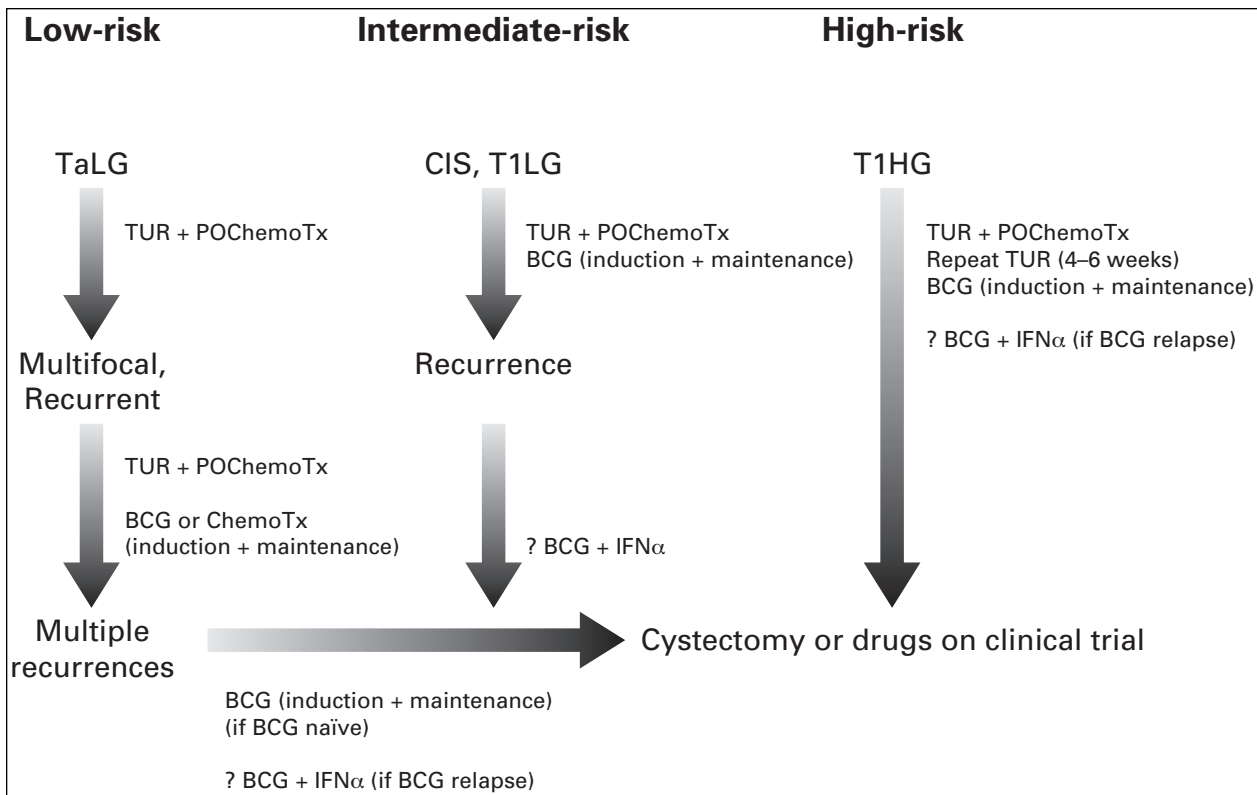 Low-risk
Intermediate-risk
High-risk
TaLG
CIS, T1LG
T1HG
TUR + POChemoTx
TUR + POChemoTx
BCG (induction + maintenance)
TUR + POChemoTx
Repeat TUR (4–6 weeks)
BCG (induction + maintenance)
? BCG + IFNα (if BCG relapse)
Multifocal,
Recurrent
Recurrence
TUR + POChemoTx
BCG or ChemoTx
(induction + maintenance)
? BCG + IFNα
Multiple
recurrences
Cystectomy or drugs on clinical trial
BCG (induction + maintenance)
(if BCG naïve)
? BCG + IFNα (if BCG relapse)